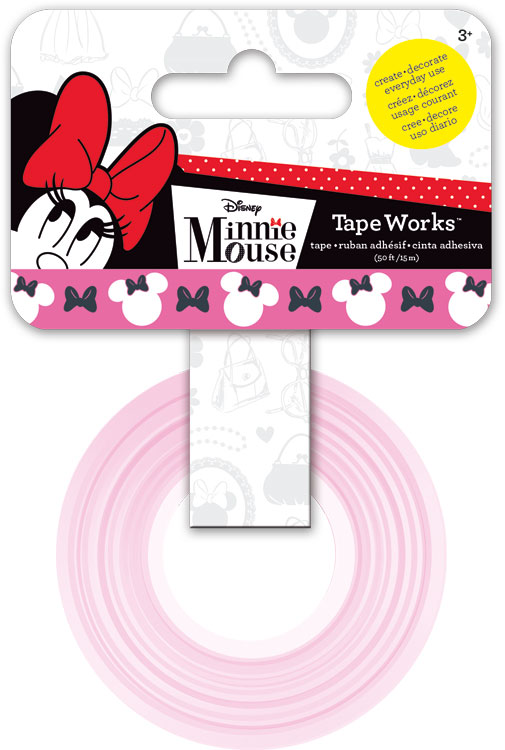 3+
create•decorate
everyday use
créez•décorez
usage courant
cree•decore
uso diario
Disney
Minnie
Mouse
Tape Works™
tape • ruban adhésif • cinta adhesiva
(50 ft /15 m)